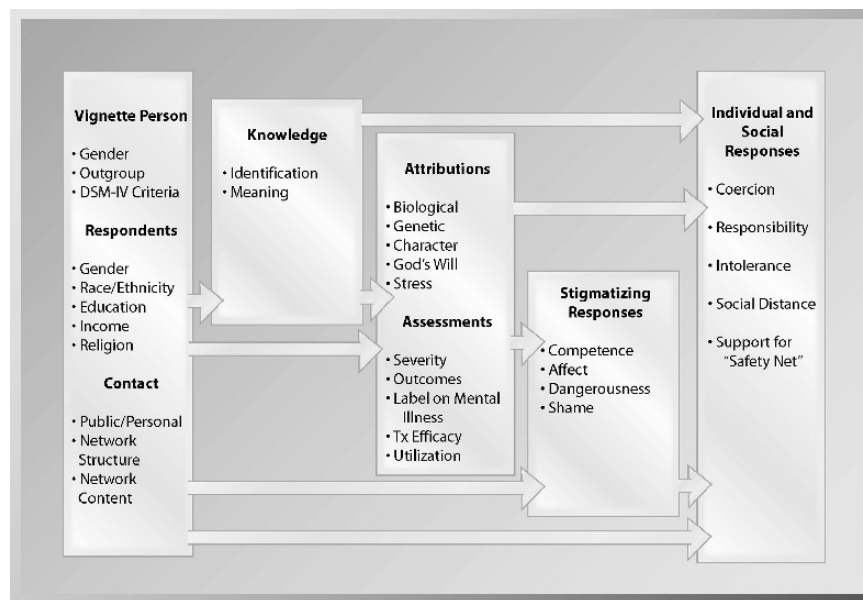 Vignette Person
• Gender
• Outgroup
• DSM-IV Criteria
Respondents
• Gender
• Race/Ethnicity
• Education
• Income
• Religion
Contact
• Public/Personal
• Network
Structure
• Network
Content
Knowledge
• Identification
• Meaning
Attributions
• Biological
• Genetic
• Character
• God's Will
• Stress
Assessments
• Severity
• Outcomes
• Label on Mental
Illness
• Tx Efficacy
• Utilization
Stigmatizing
Responses
• Competence
• Affect
• Dangerousness
• Shame
Individual and
Social
Responses
• Coercion
• Responsibility
• Intolerance
• Social Distance
• Support for
"Safety Net"